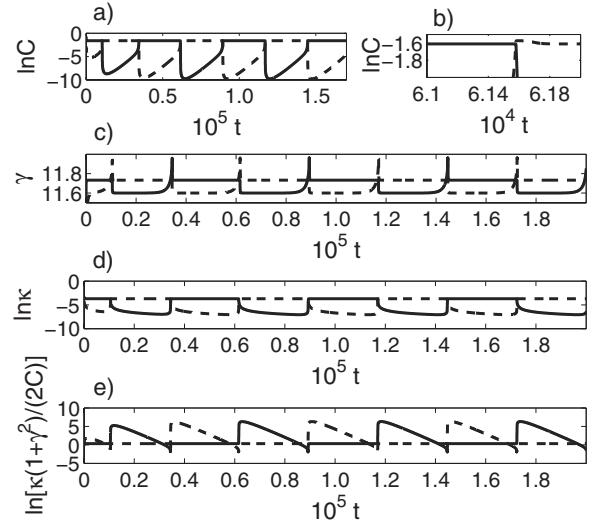 a)
lnC
0
−5
−10
0 0.5 1.0 1.5
10^5 t
b)
lnC
−1.6
−1.8
6.1 6.14 6.18
10^4 t
c)
γ
11.8
11.6
0 0.2 0.4 0.6 0.8 1 1.2 1.4 1.6 1.8
10^5 t
d)
lnκ
0
−5
−10
0 0.2 0.4 0.6 0.8 1 1.2 1.4 1.6 1.8
10^5 t
e)
ln[κ(1+γ^2)/(2C)]
10
5
0
−5
0 0.2 0.4 0.6 0.8 1 1.2 1.4 1.6 1.8
10^5 t